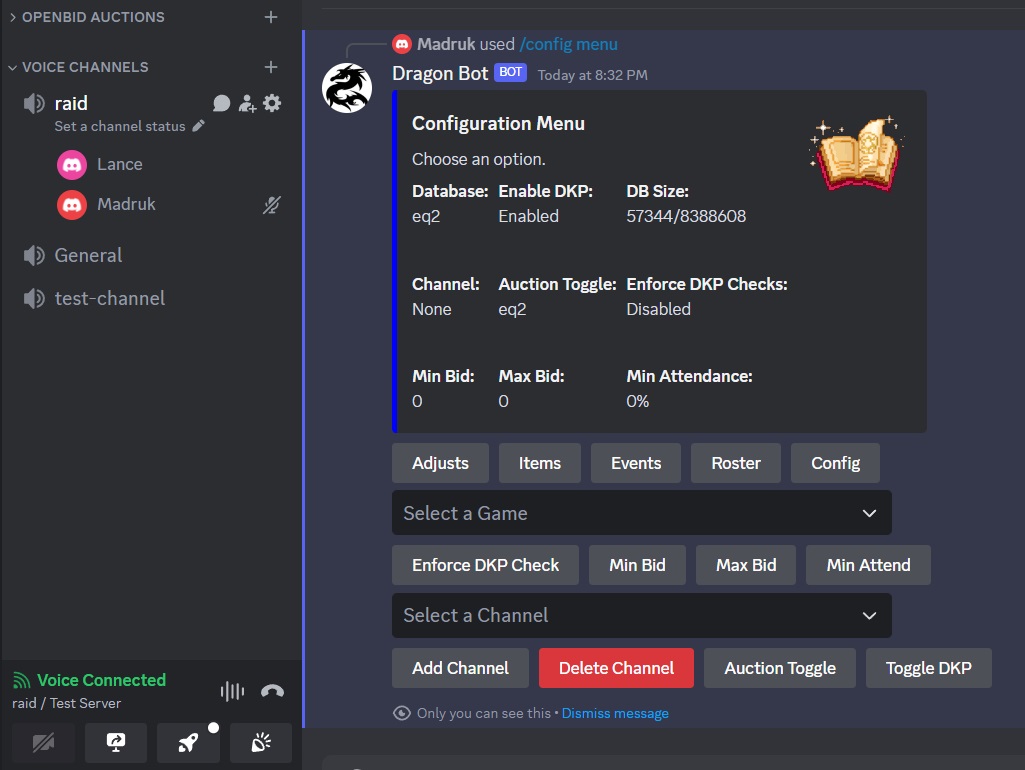 OPENBID AUCTIONS
VOICE CHANNELS
raid
Set a channel status
Lance
Madruk
General
test-channel
Voice Connected
raid / Test Server
Madruk used /config menu
Dragon Bot BOT Today at 8:32 PM
Configuration Menu
Choose an option.
Database: Enable DKP: DB Size:
eq2 Enabled 57344/8388608
Channel: Auction Toggle: Enforce DKP Checks:
None eq2 Disabled
Min Bid: Max Bid: Min Attendance:
0 0 0%
Adjusts Items Events Roster Config
Select a Game
Enforce DKP Check Min Bid Max Bid Min Attend
Select a Channel
Add Channel Delete Channel Auction Toggle Toggle DKP
Only you can see this • Dismiss message